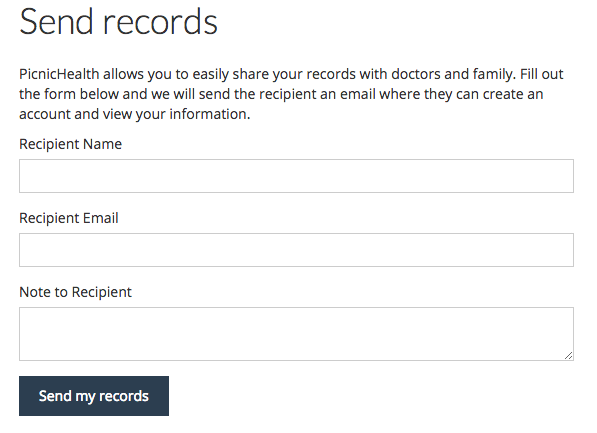 Send records
PicnicHealth allows you to easily share your records with doctors and family. Fill out
the form below and we will send the recipient an email where they can create an
account and view your information.
Recipient Name
Recipient Email
Note to Recipient
Send my records